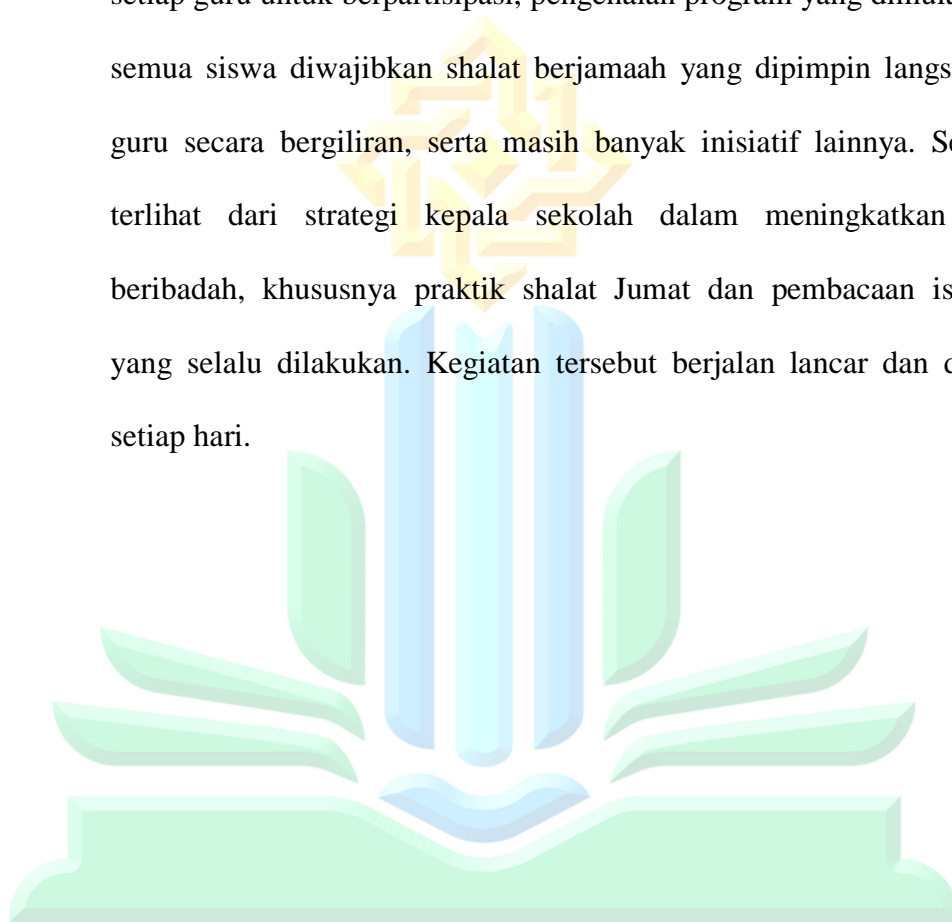 setiap guru untuk berpartisipasi, pengenalan program yang
semua siswa diwajibkan shalat berjamaah yang dipimpin
guru secara bergiliran, serta masih banyak inisiatif lainnya.
terlihat dari strategi kepala sekolah dalam meningkatkan
beribadah, khususnya praktik shalat Jumat dan pembacaan
yang selalu dilakukan. Kegiatan tersebut berjalan lancar dan
setiap hari.